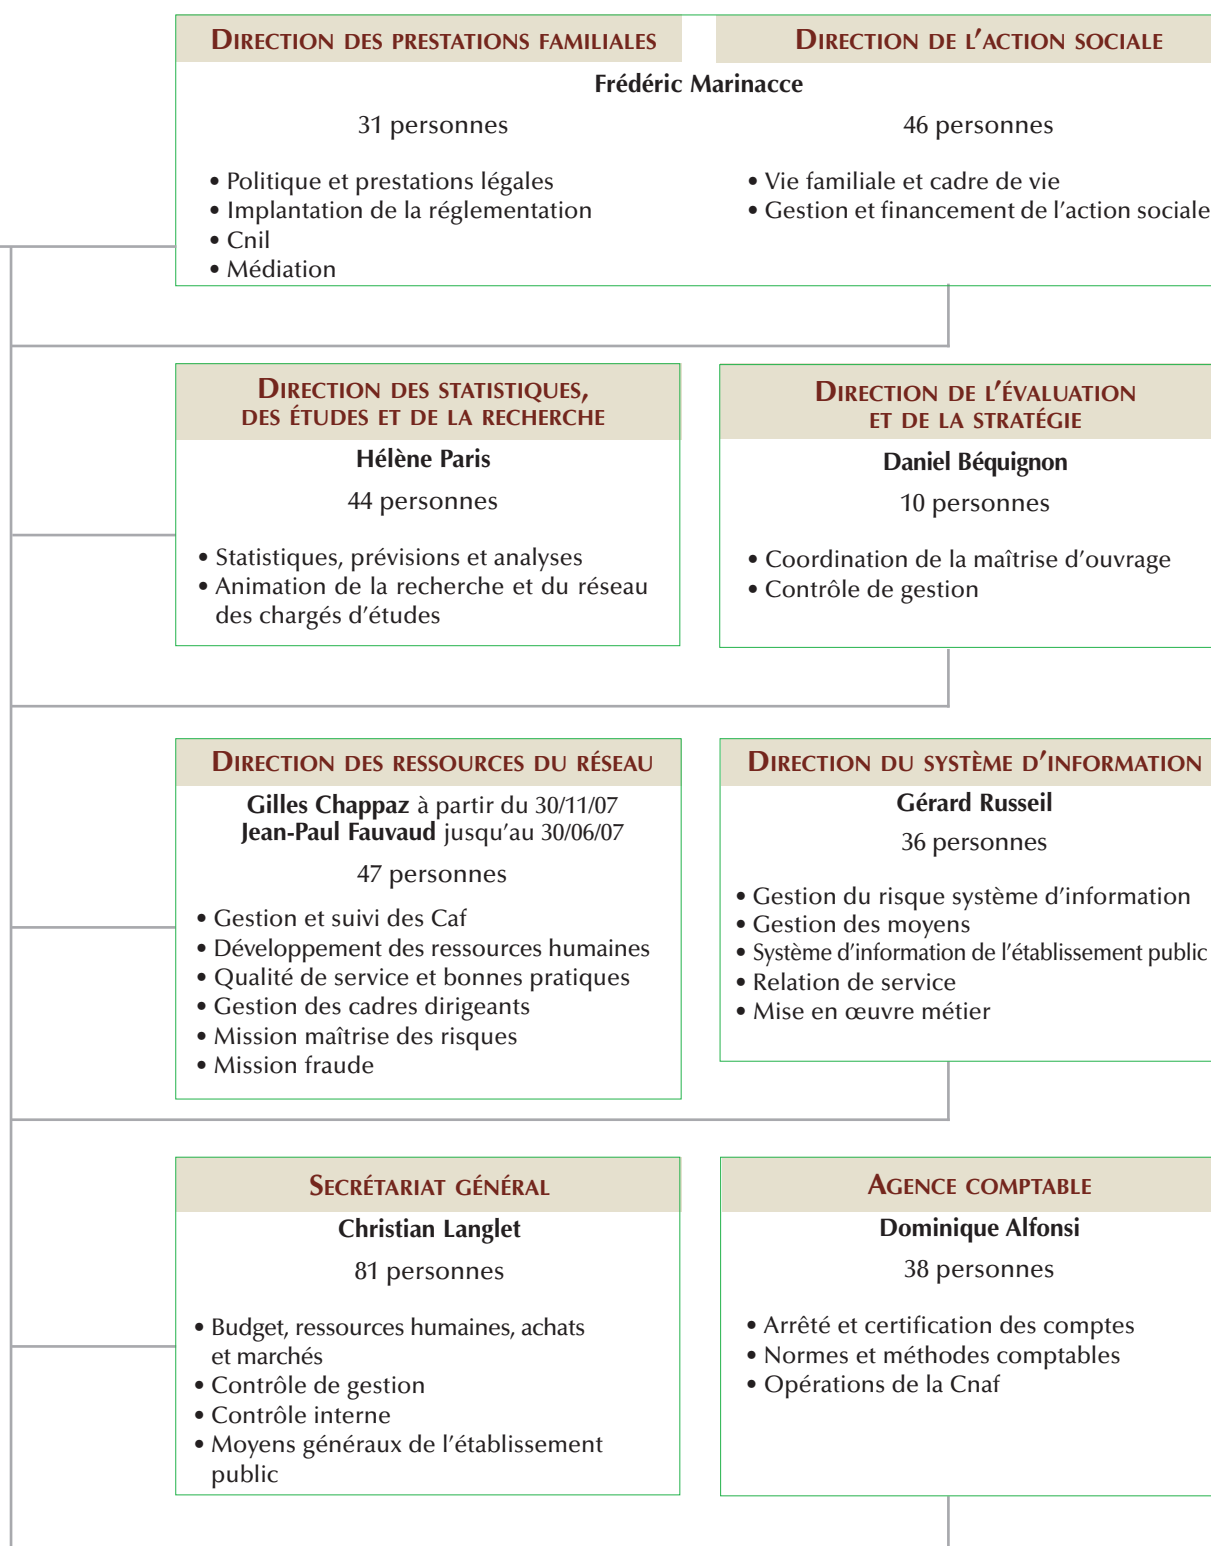 DIRECTION DES PRESTATIONS FAMILIALES
DIRECTION DE L'ACTION SOCIALE
Frédéric Marinacce
31 personnes
46 personnes
• Politique et prestations légales
• Implantation de la réglementation
• Cnil
• Médiation
• Vie familiale et cadre de vie
• Gestion et financement de l'action sociale
DIRECTION DES STATISTIQUES,
DES ÉTUDES ET DE LA RECHERCHE
Hélène Paris
44 personnes
• Statistiques, prévisions et analyses
• Animation de la recherche et du réseau
des chargés d'études
DIRECTION DE L'ÉVALUATION
ET DE LA STRATÉGIE
Daniel Béquignon
10 personnes
• Coordination de la maîtrise d'ouvrage
• Contrôle de gestion
DIRECTION DES RESSOURCES DU RÉSEAU
Gilles Chappaz à partir du 30/11/07
Jean-Paul Fauvaud jusqu'au 30/06/07
47 personnes
• Gestion et suivi des Caf
• Développement des ressources humaines
• Qualité de service et bonnes pratiques
• Gestion des cadres dirigeants
• Mission maîtrise des risques
• Mission fraude
DIRECTION DU SYSTÈME D'INFORMATION
Gérard Russeil
36 personnes
• Gestion du risque système d'information
• Gestion des moyens
• Système d'information de l'établissement public
• Relation de service
• Mise en œuvre métier
SECRÉTARIAT GÉNÉRAL
Christian Langlet
81 personnes
• Budget, ressources humaines, achats
et marchés
• Contrôle de gestion
• Contrôle interne
• Moyens généraux de l'établissement
public
AGENCE COMPTABLE
Dominique Alfonsi
38 personnes
• Arrêté et certification des comptes
• Normes et méthodes comptables
• Opérations de la Cnaf